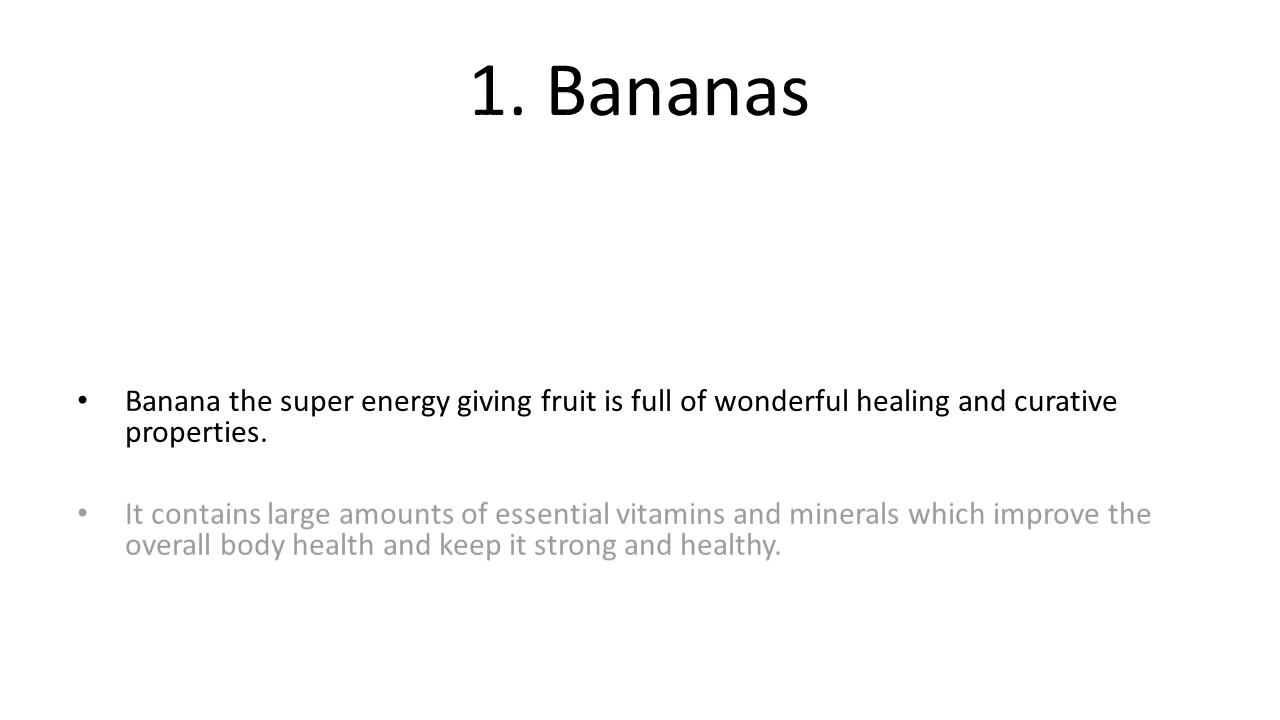 1. Bananas
• Banana the super energy giving fruit is full of wonderful healing and curative
properties.
• It contains large amounts of essential vitamins and minerals which improve the
overall body health and keep it strong and healthy.